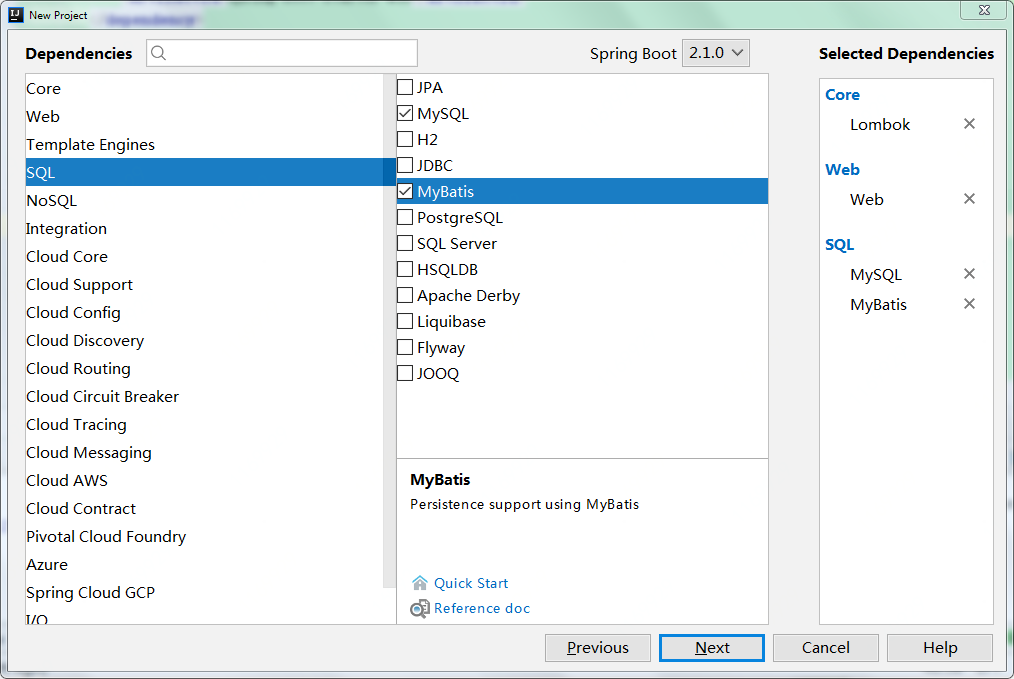 New Project
Dependencies
Spring Boot 2.1.0
Selected Dependencies
Core
Web
Template Engines
SQL
NoSQL
Integration
Cloud Core
Cloud Support
Cloud Config
Cloud Discovery
Cloud Routing
Cloud Circuit Breaker
Cloud Tracing
Cloud Messaging
Cloud AWS
Cloud Contract
Pivotal Cloud Foundry
Azure
Spring Cloud GCP
I/O
JPA
MySQL
H2
JDBC
MyBatis
PostgreSQL
SQL Server
HSQLDB
Apache Derby
Liquibase
Flyway
JOOQ
MyBatis
Persistence support using MyBatis
Quick Start
Reference doc
Core
Lombok
Web
Web
SQL
MySQL
MyBatis
Previous
Next
Cancel
Help